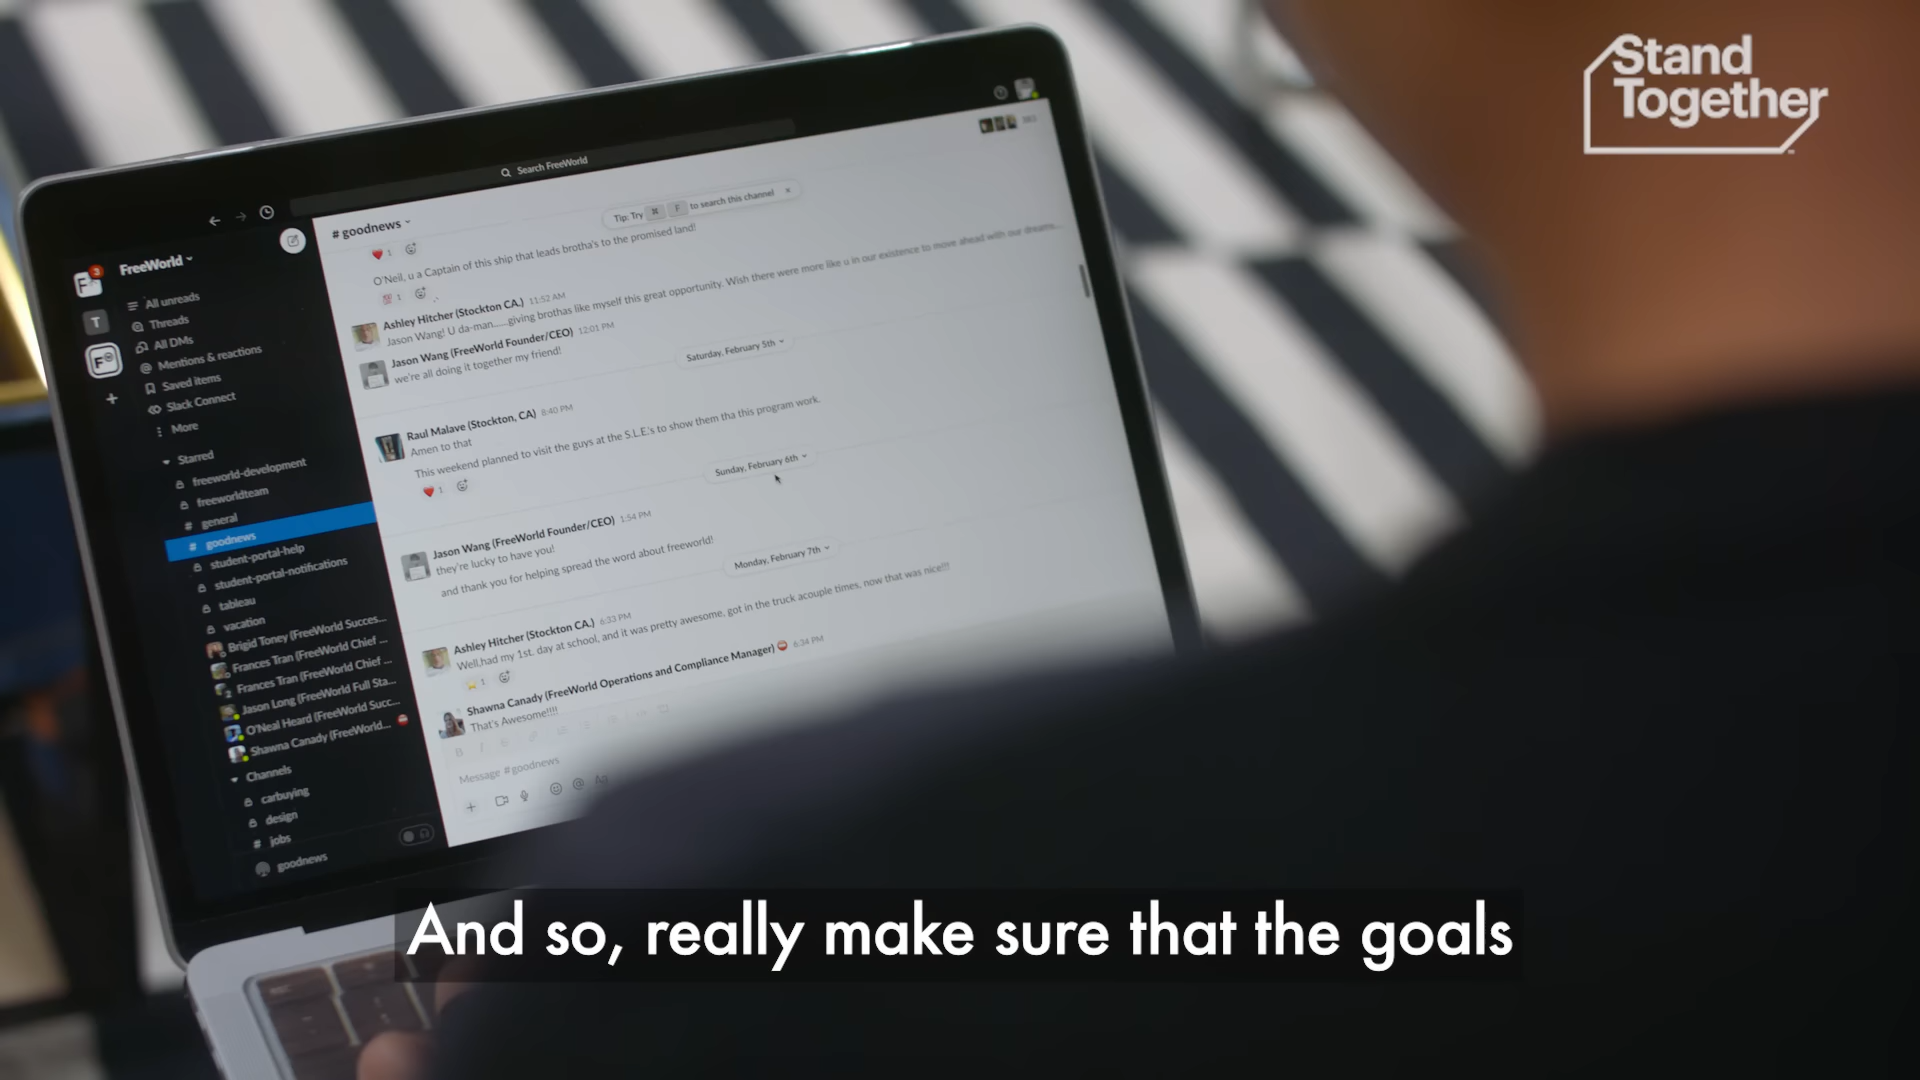 Stand
Together
Search FreeWorld
FreeWorld
3
T
All unreads
Threads
All DMs
Mentions & reactions
Saved items
Slack Connect
More
Starred
freeworld-development
freeworldteam
# general
# goodnews
student-portal-help
student-portal-notifications
tableau
vacation
Brigid Toney (FreeWorld Succes...
Frances Tran (FreeWorld Chief ...
Frances Tran (FreeWorld Chief ...
Jason Long (FreeWorld Full Sta...
O'Neal Heard (FreeWorld Succ...
Shawna Canady (FreeWorld...
Channels
carbuying
design
# jobs
goodnews
# goodnews
Tip: Try ⌘ F to search this channel
1
O'Neil, u a Captain of this ship that leads brotha's to the promised land!
1
Ashley Hitcher (Stockton CA.) 11:52 AM
Jason Wang! U da-man......giving brothas like myself this great opportunity. Wish there were more like u in our existence to move ahead with our dreams...
Jason Wang (FreeWorld Founder/CEO) 12:01 PM
we're all doing it together my friend!
Saturday, February 5th
Raul Malave (Stockton, CA) 8:40 PM
Amen to that
This weekend planned to visit the guys at the S.L.E.'s to show them tha this program work.
1
Sunday, February 6th
Jason Wang (FreeWorld Founder/CEO) 1:54 PM
they're lucky to have you!
and thank you for helping spread the word about freeworld!
Monday, February 7th
Ashley Hitcher (Stockton CA.) 6:33 PM
Well,had my 1st. day at school, and it was pretty awesome, got in the truck acouple times, now that was nice!!!
1
Shawna Canady (FreeWorld Operations and Compliance Manager) 6:34 PM
That's Awesome!!!!
Message #goodnews
And so, really make sure that the goals